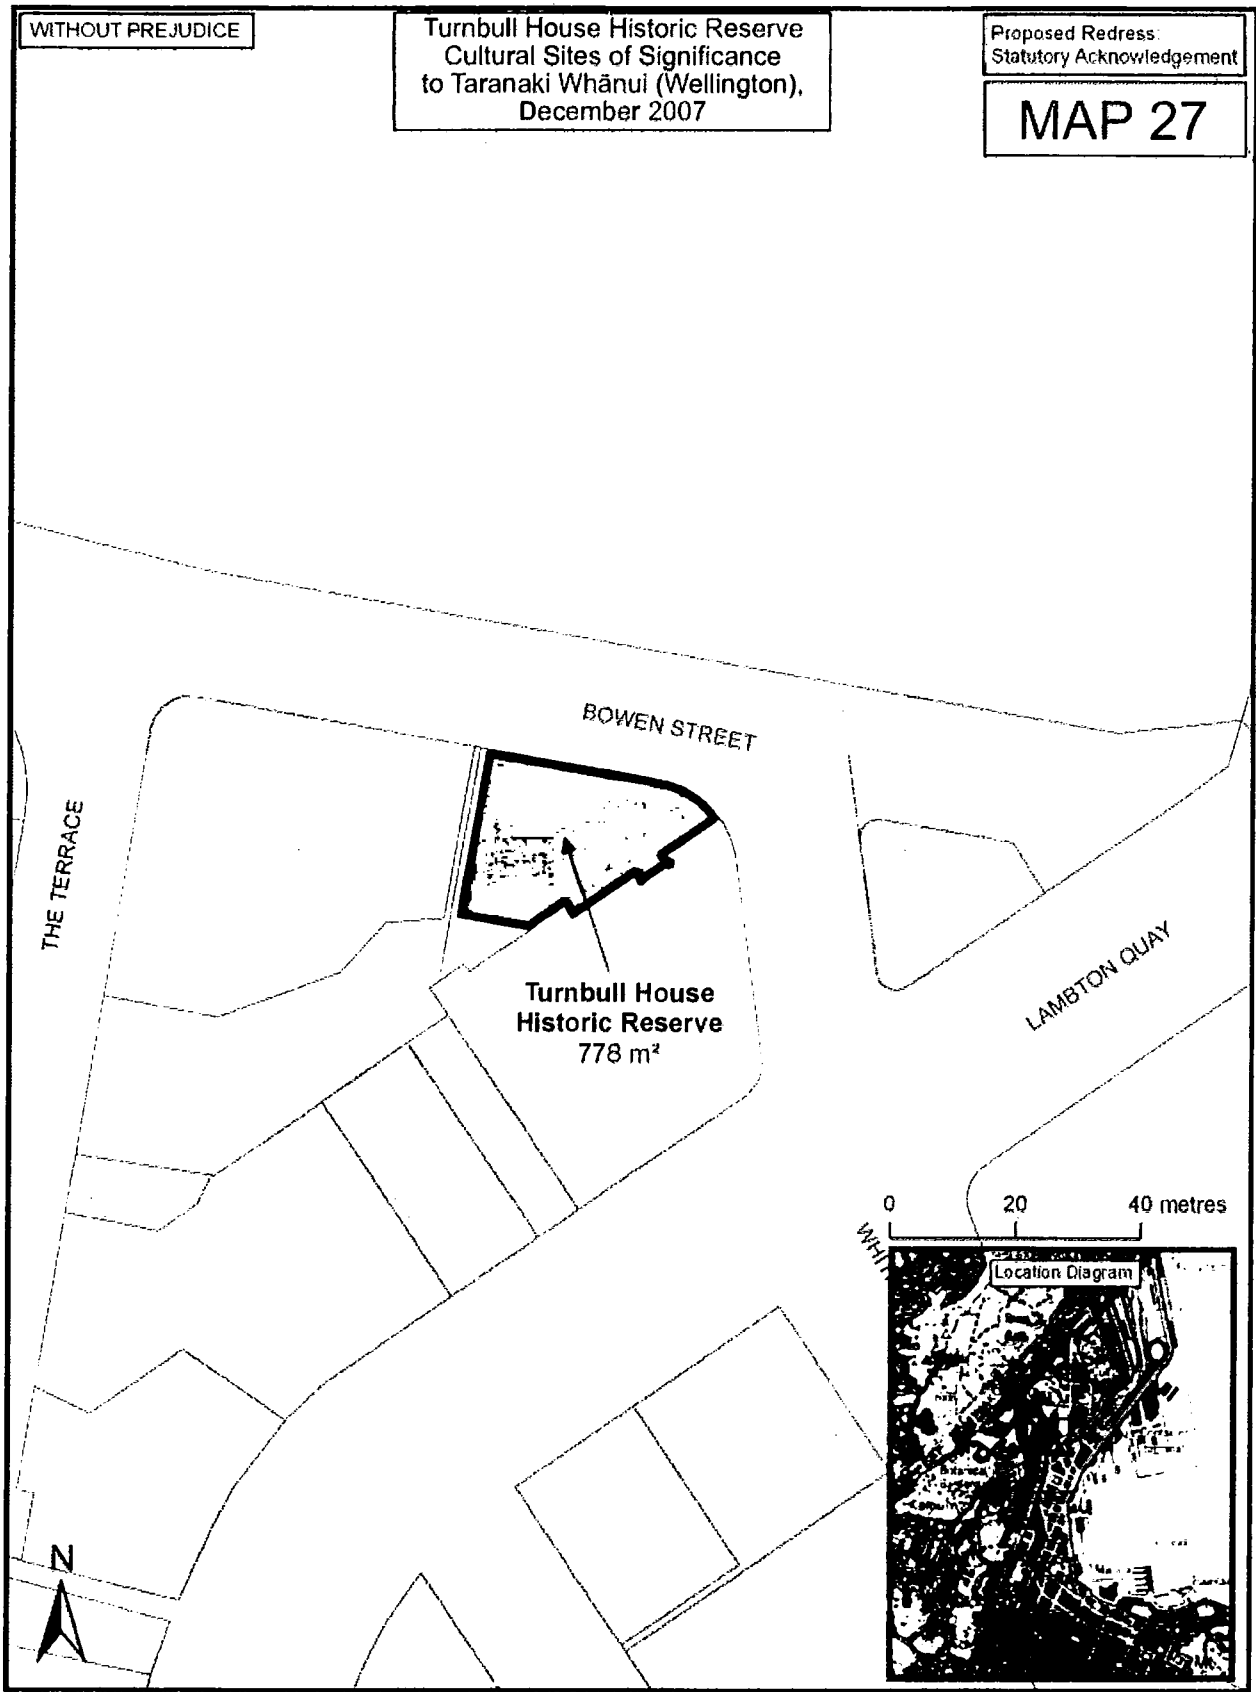 WITHOUT PREJUDICE
Turnbull House Historic Reserve
Cultural Sites of Significance
to Taranaki Whānui (Wellington),
December 2007
Proposed Redress:
Statutory Acknowledgement
MAP 27
BOWEN STREET
THE TERRACE
LAMBTON QUAY
Turnbull House
Historic Reserve
778 m²
0 20 40 metres
Location Diagram
Botanical
N